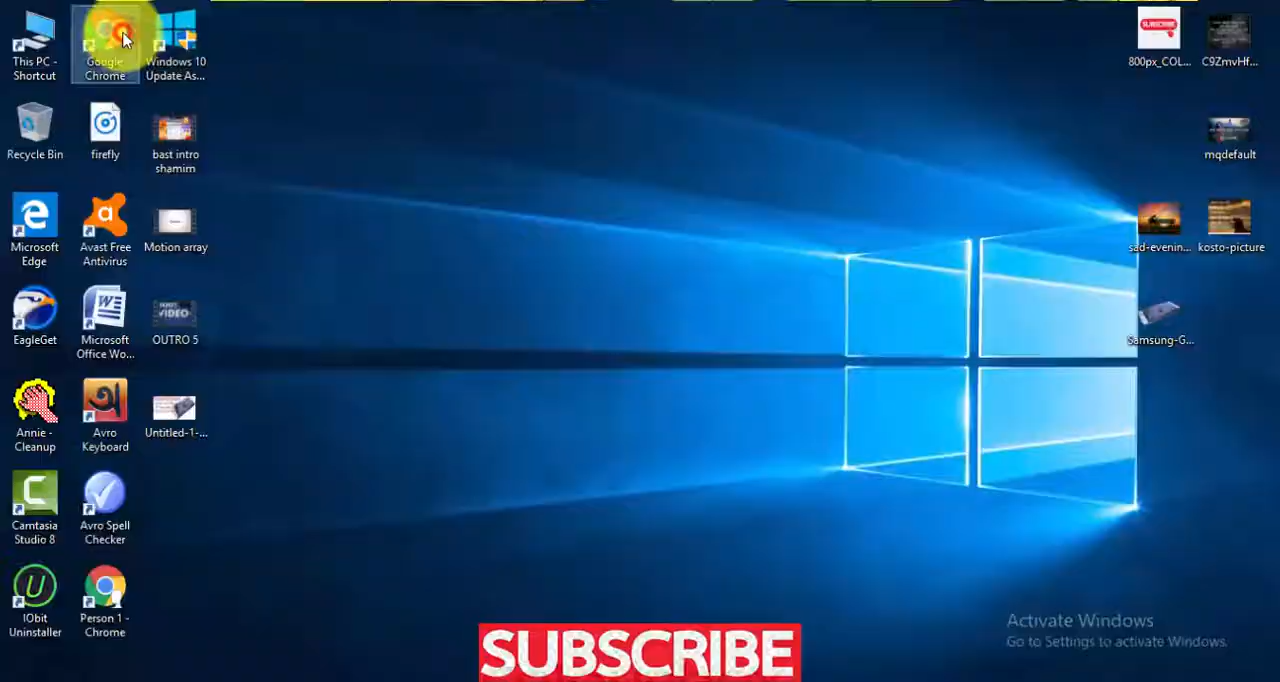 This PC -
Shortcut
Google
Chrome
Windows 10
Update As...
Recycle Bin
firefly
bast intro
shamim
Microsoft
Edge
Avast Free
Antivirus
Motion array
EagleGet
Microsoft
Office Wo...
OUTRO 5
Annie -
Cleanup
Avro
Keyboard
Untitled-1-...
Camtasia
Studio 8
Avro Spell
Checker
IObit
Uninstaller
Person 1 -
Chrome
SUBSCRIBE
800px_COL...
C9ZmvHf...
mqdefault
sad-evenin...
kosto-picture
Samsung-G...
VIDEO
Activate Windows
Go to Settings to activate Windows.
SUBSCRIBE